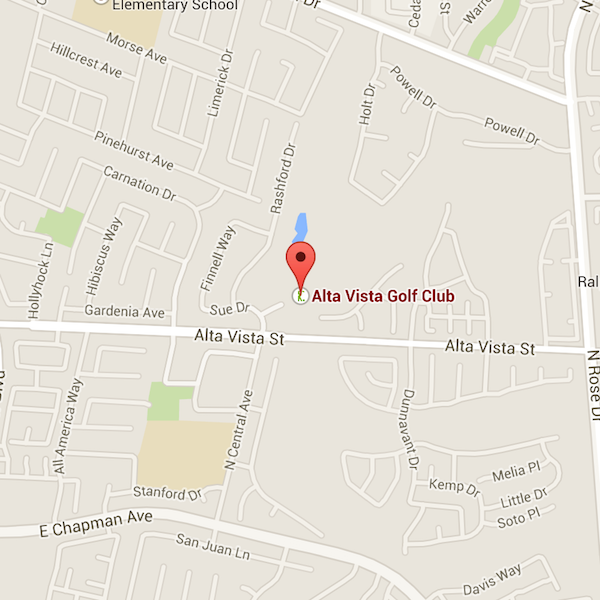 Elementary School
Dr
Morse Ave
Hillcrest Ave
Limerick Dr
Powell Dr
Powell Dr
Holt Dr
Pinehurst Ave
Carnation Dr
Rashford Dr
Hibiscus Way
Hollyhock Ln
Finnell Way
Sue Dr
Gardenia Ave
Alta Vista Golf Club
Alta Vista St
Alta Vista St
N Rose Dr
All America Way
N Central Ave
Dunnavant Dr
Stanford Dr
E Chapman Ave
San Juan Ln
Kemp Dr
Melia Pl
Little Dr
Soto Pl
Davis Way